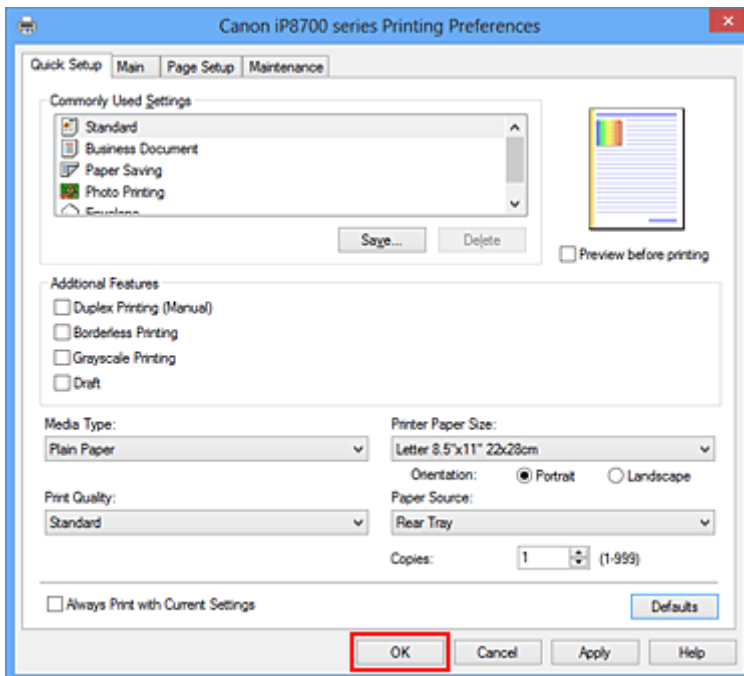 Canon iP8700 series Printing Preferences
Quick Setup Main Page Setup Maintenance
Commonly Used Settings
Standard
Business Document
Paper Saving
Photo Printing
Envelope
Save... Delete
Preview before printing
Additional Features
Duplex Printing (Manual)
Borderless Printing
Grayscale Printing
Draft
Media Type:
Plain Paper
Printer Paper Size:
Letter 8.5"x11" 22x28cm
Orientation: Portrait Landscape
Print Quality:
Standard
Paper Source:
Rear Tray
Copies: 1 (1-999)
Always Print with Current Settings
Defaults
OK Cancel Apply Help